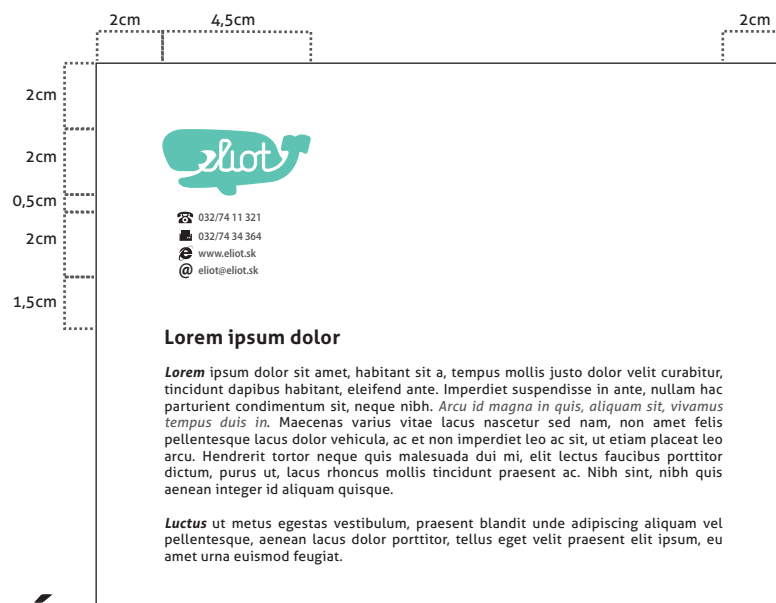 2cm 4,5cm 2cm
2cm
2cm
0,5cm
2cm
1,5cm
eliot
032/74 11 321
032/74 34 364
www.eliot.sk
@ eliot@eliot.sk
Lorem ipsum dolor
Lorem ipsum dolor sit amet, habitant sit a, tempus mollis justo dolor velit curabitur,
tincidunt dapibus habitant, eleifend ante. Imperdiet suspendisse in ante, nullam hac
parturient condimentum sit, neque nibh. Arcu id magna in quis, aliquam sit, vivamus
tempus duis in. Maecenas varius vitae lacus nascetur sed nam, non amet felis
pellentesque lacus dolor vehicula, ac et non imperdiet leo ac sit, ut etiam placeat leo
arcu. Hendrerit tortor neque quis malesuada dui mi, elit lectus faucibus porttitor
dictum, purus ut, lacus rhoncus mollis tincidunt praesent ac. Nibh sint, nibh quis
aenean integer id aliquam quisque.
Luctus ut metus egestas vestibulum, praesent blandit unde adipiscing aliquam vel
pellentesque, aenean lacus dolor porttitor, tellus eget velit praesent elit ipsum, eu
amet urna euismod feugiat.